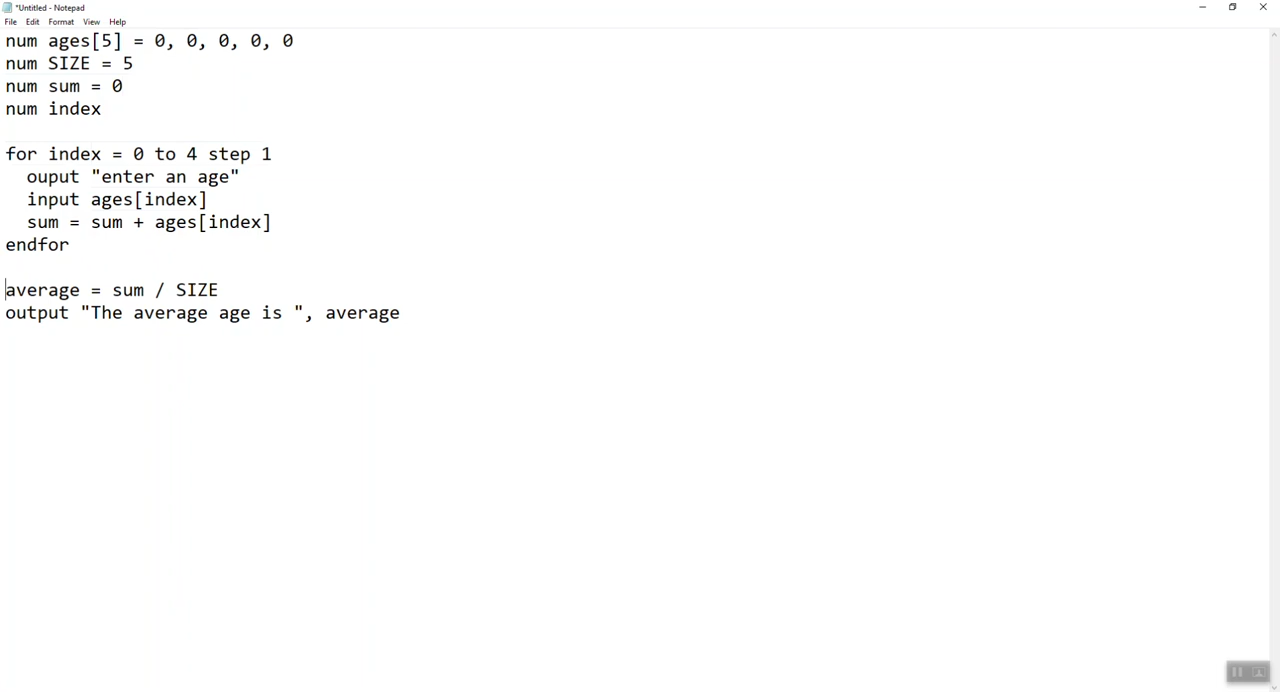 *Untitled - Notepad
File Edit Format View Help
num ages[5] = 0, 0, 0, 0, 0
num SIZE = 5
num sum = 0
num index
for index = 0 to 4 step 1
ouput "enter an age"
input ages[index]
sum = sum + ages[index]
endfor
average = sum / SIZE
output "The average age is ", average